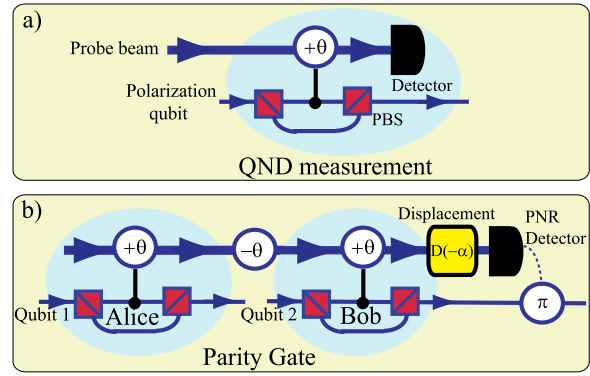 a)
Probe beam
+θ
Detector
Polarization
qubit
PBS
QND measurement
b)
Displacement
PNR
Detector
+θ
−θ
+θ
D(−α)
π
Qubit 1
Alice
Qubit 2
Bob
Parity Gate